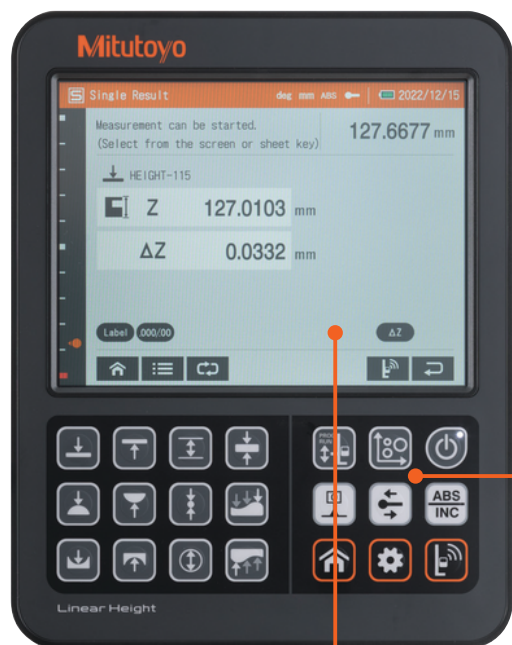 Mitutoyo
S Single Result deg mm ABS 2022/12/15
Measurement can be started.
(Select from the screen or sheet key)
127.6677 mm
HEIGHT-115
Z 127.0103 mm
ΔZ 0.0332 mm
Label .000/00 ΔZ
ABS
INC
Linear Height